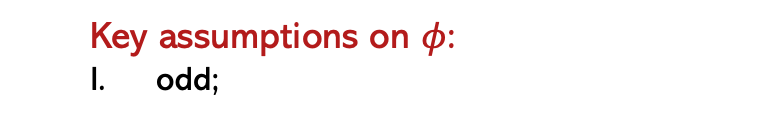 Key assumptions on ϕ:
I. odd;